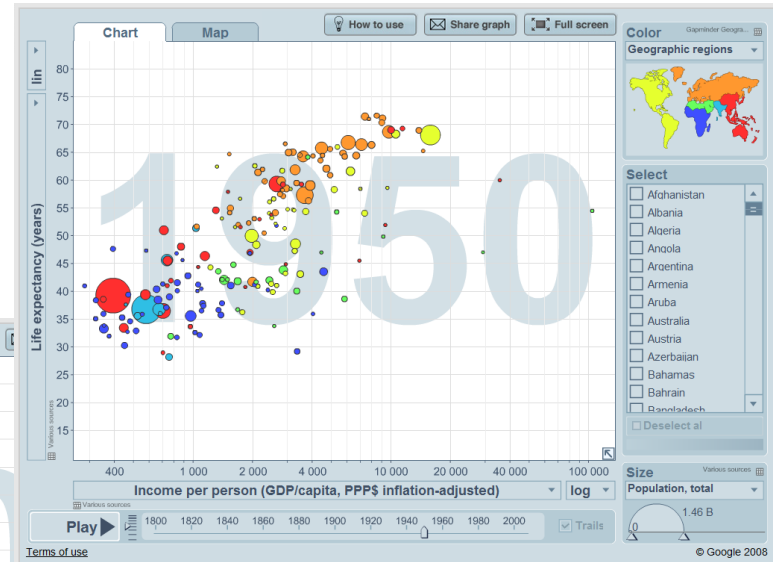 Chart
Map
How to use
Share graph
Full screen
Color
Gapminder Geogra...
Geographic regions
lin
Life expectancy (years)
Various sources
1950
80
75
70
65
60
55
50
45
40
35
30
25
20
15
400
1 000
2 000
4 000
10 000
20 000
40 000
100 000
Income per person (GDP/capita, PPP$ inflation-adjusted)
log
Various sources
Select
Afghanistan
Albania
Algeria
Angola
Argentina
Armenia
Aruba
Australia
Austria
Azerbaijan
Bahamas
Bahrain
Bangladesh
Deselect al
Size
Various sources
Population, total
1.46 B
0
Play
1800 1820 1840 1860 1880 1900 1920 1940 1960 1980 2000
Trails
Terms of use
© Google 2008